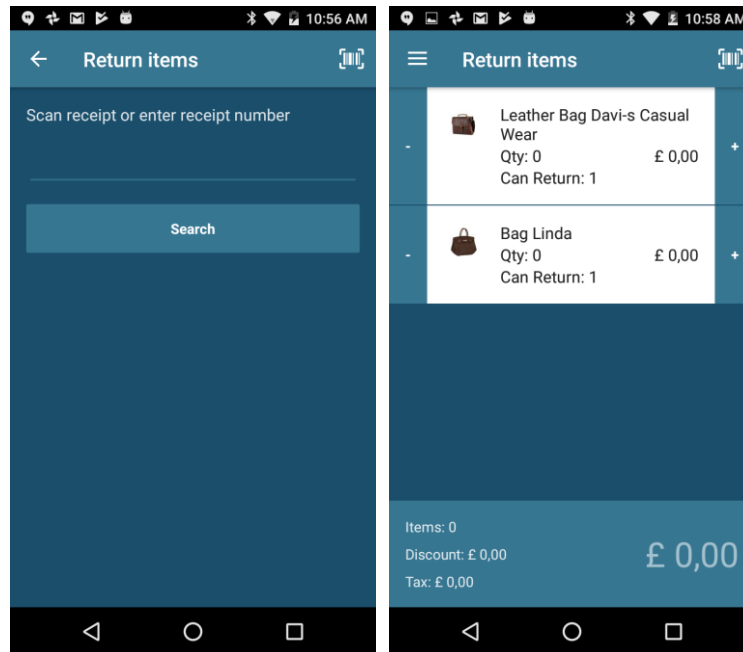 10:56 AM
Return items
Scan receipt or enter receipt number
Search
10:58 AM
Return items
Leather Bag Davi-s Casual
Wear
- Qty: 0 £ 0,00 +
Can Return: 1
Bag Linda
- Qty: 0 £ 0,00 +
Can Return: 1
Items: 0
Discount: £ 0,00
£ 0,00
Tax: £ 0,00